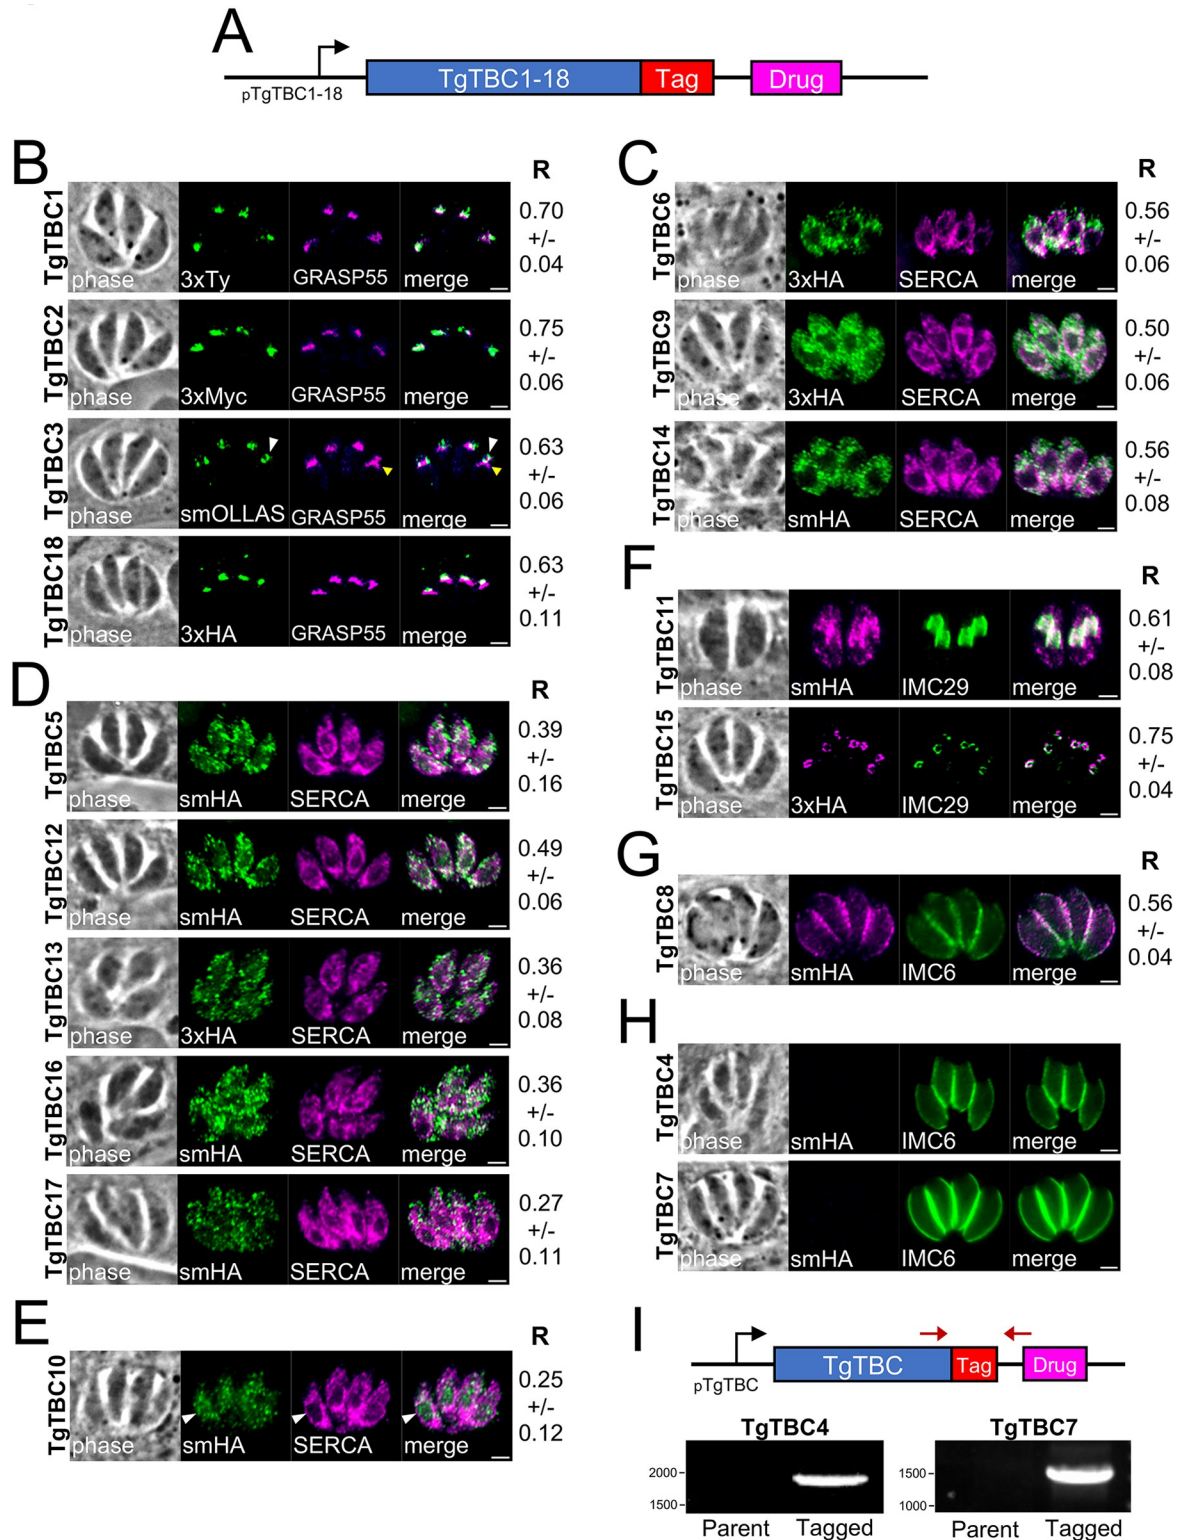 A
pTgTBC1-18
TgTBC1-18
Tag
Drug
B
R
TgTBC1
phase
3xTy
GRASP55
merge
0.70
+/-
0.04
TgTBC2
phase
3xMyc
GRASP55
merge
0.75
+/-
0.06
TgTBC3
phase
smOLLAS
GRASP55
merge
0.63
+/-
0.06
TgTBC18
phase
3xHA
GRASP55
merge
0.63
+/-
0.11
C
R
TgTBC6
phase
3xHA
SERCA
merge
0.56
+/-
0.06
TgTBC9
phase
3xHA
SERCA
merge
0.50
+/-
0.06
TgTBC14
phase
smHA
SERCA
merge
0.56
+/-
0.08
D
R
TgTBC5
phase
smHA
SERCA
merge
0.39
+/-
0.16
TgTBC12
phase
smHA
SERCA
merge
0.49
+/-
0.06
TgTBC13
phase
3xHA
SERCA
merge
0.36
+/-
0.08
TgTBC16
phase
smHA
SERCA
merge
0.36
+/-
0.10
TgTBC17
phase
smHA
SERCA
merge
0.27
+/-
0.11
E
R
TgTBC10
phase
smHA
SERCA
merge
0.25
+/-
0.12
F
R
TgTBC11
phase
smHA
IMC29
merge
0.61
+/-
0.08
TgTBC15
phase
3xHA
IMC29
merge
0.75
+/-
0.04
G
R
TgTBC8
phase
smHA
IMC6
merge
0.56
+/-
0.04
H
TgTBC4
phase
smHA
IMC6
merge
TgTBC7
phase
smHA
IMC6
merge
I
pTgTBC
TgTBC
Tag
Drug
TgTBC4
2000
1500
Parent
Tagged
TgTBC7
1500
1000
Parent
Tagged